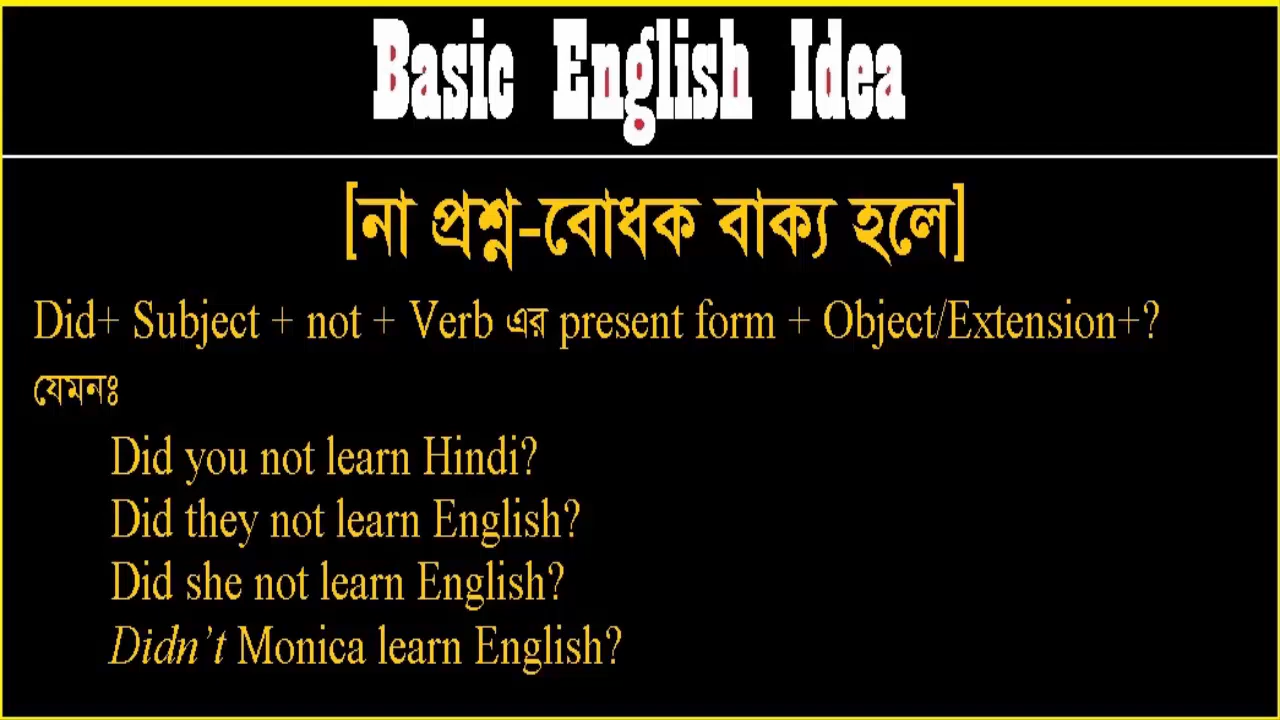 Basic English Idea
[না প্রশ্ন-বোধক বাক্য হলে]
Did+ Subject + not + Verb এর present form + Object/Extension+?
যেমনঃ
Did you not learn Hindi?
Did they not learn English?
Did she not learn English?
Didn’t Monica learn English?